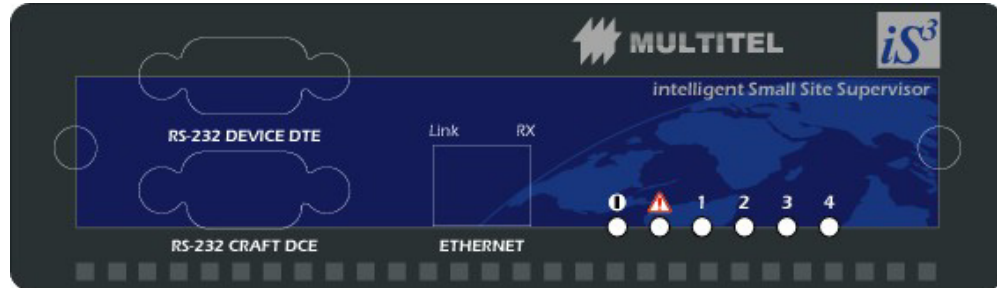 MULTITEL iS³
intelligent Small Site Supervisor
RS-232 DEVICE DTE
Link RX
1 2 3 4
RS-232 CRAFT DCE
ETHERNET